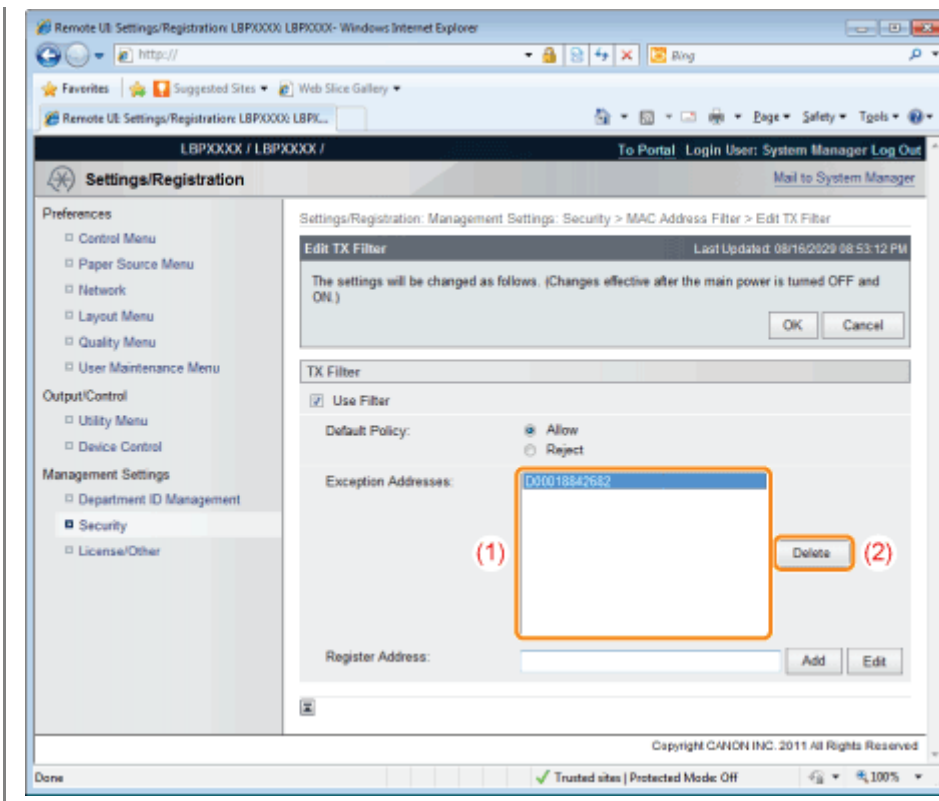 Remote UI: Settings/Registration: LBPXXXX: LBPXXXX- Windows Internet Explorer
http://
Bing
Favorites
Suggested Sites
Web Slice Gallery
Remote UI: Settings/Registration: LBPXXXX: LBPX...
Page
Safety
Tools
LBPXXXX / LBPXXXX /
To Portal Login User: System Manager Log Out
Settings/Registration
Mail to System Manager
Preferences
Control Menu
Paper Source Menu
Network
Layout Menu
Quality Menu
User Maintenance Menu
Output/Control
Utility Menu
Device Control
Management Settings
Department ID Management
Security
License/Other
Settings/Registration: Management Settings: Security > MAC Address Filter > Edit TX Filter
Edit TX Filter
Last Updated: 08/16/2029 08:53:12 PM
The settings will be changed as follows. (Changes effective after the main power is turned OFF and
ON.)
OK
Cancel
TX Filter
Use Filter
Default Policy:
Allow
Reject
Exception Addresses:
D00018842682
(1)
Delete
(2)
Register Address:
Add
Edit
Copyright CANON INC. 2011 All Rights Reserved
Done
Trusted sites | Protected Mode: Off
100%